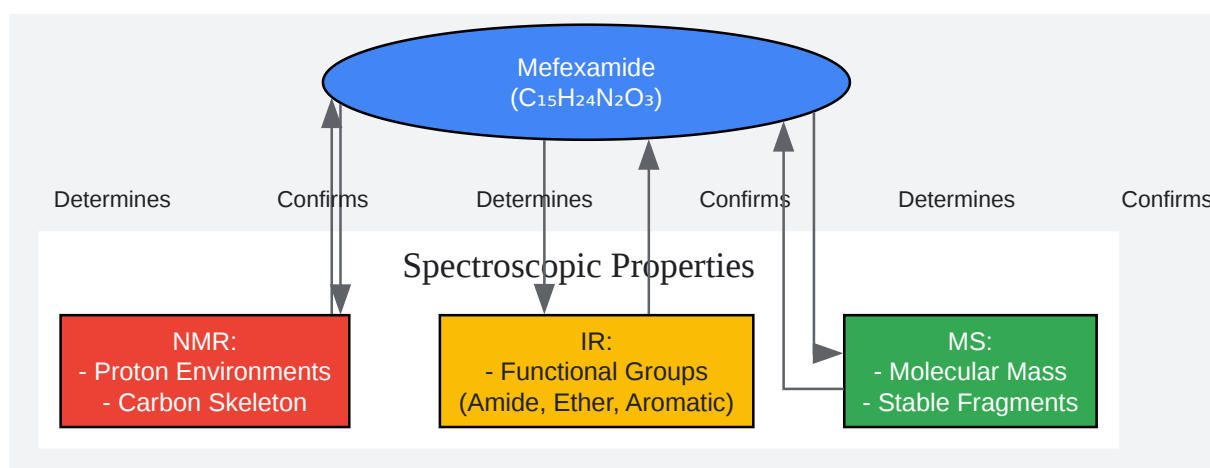 Mefexamide
(C₁₅H₂₄N₂O₃)
Determines
Confirms
Determines
Confirms
Determines
Confirms
Spectroscopic Properties
NMR:
- Proton Environments
- Carbon Skeleton
IR:
- Functional Groups
(Amide, Ether, Aromatic)
MS:
- Molecular Mass
- Stable Fragments